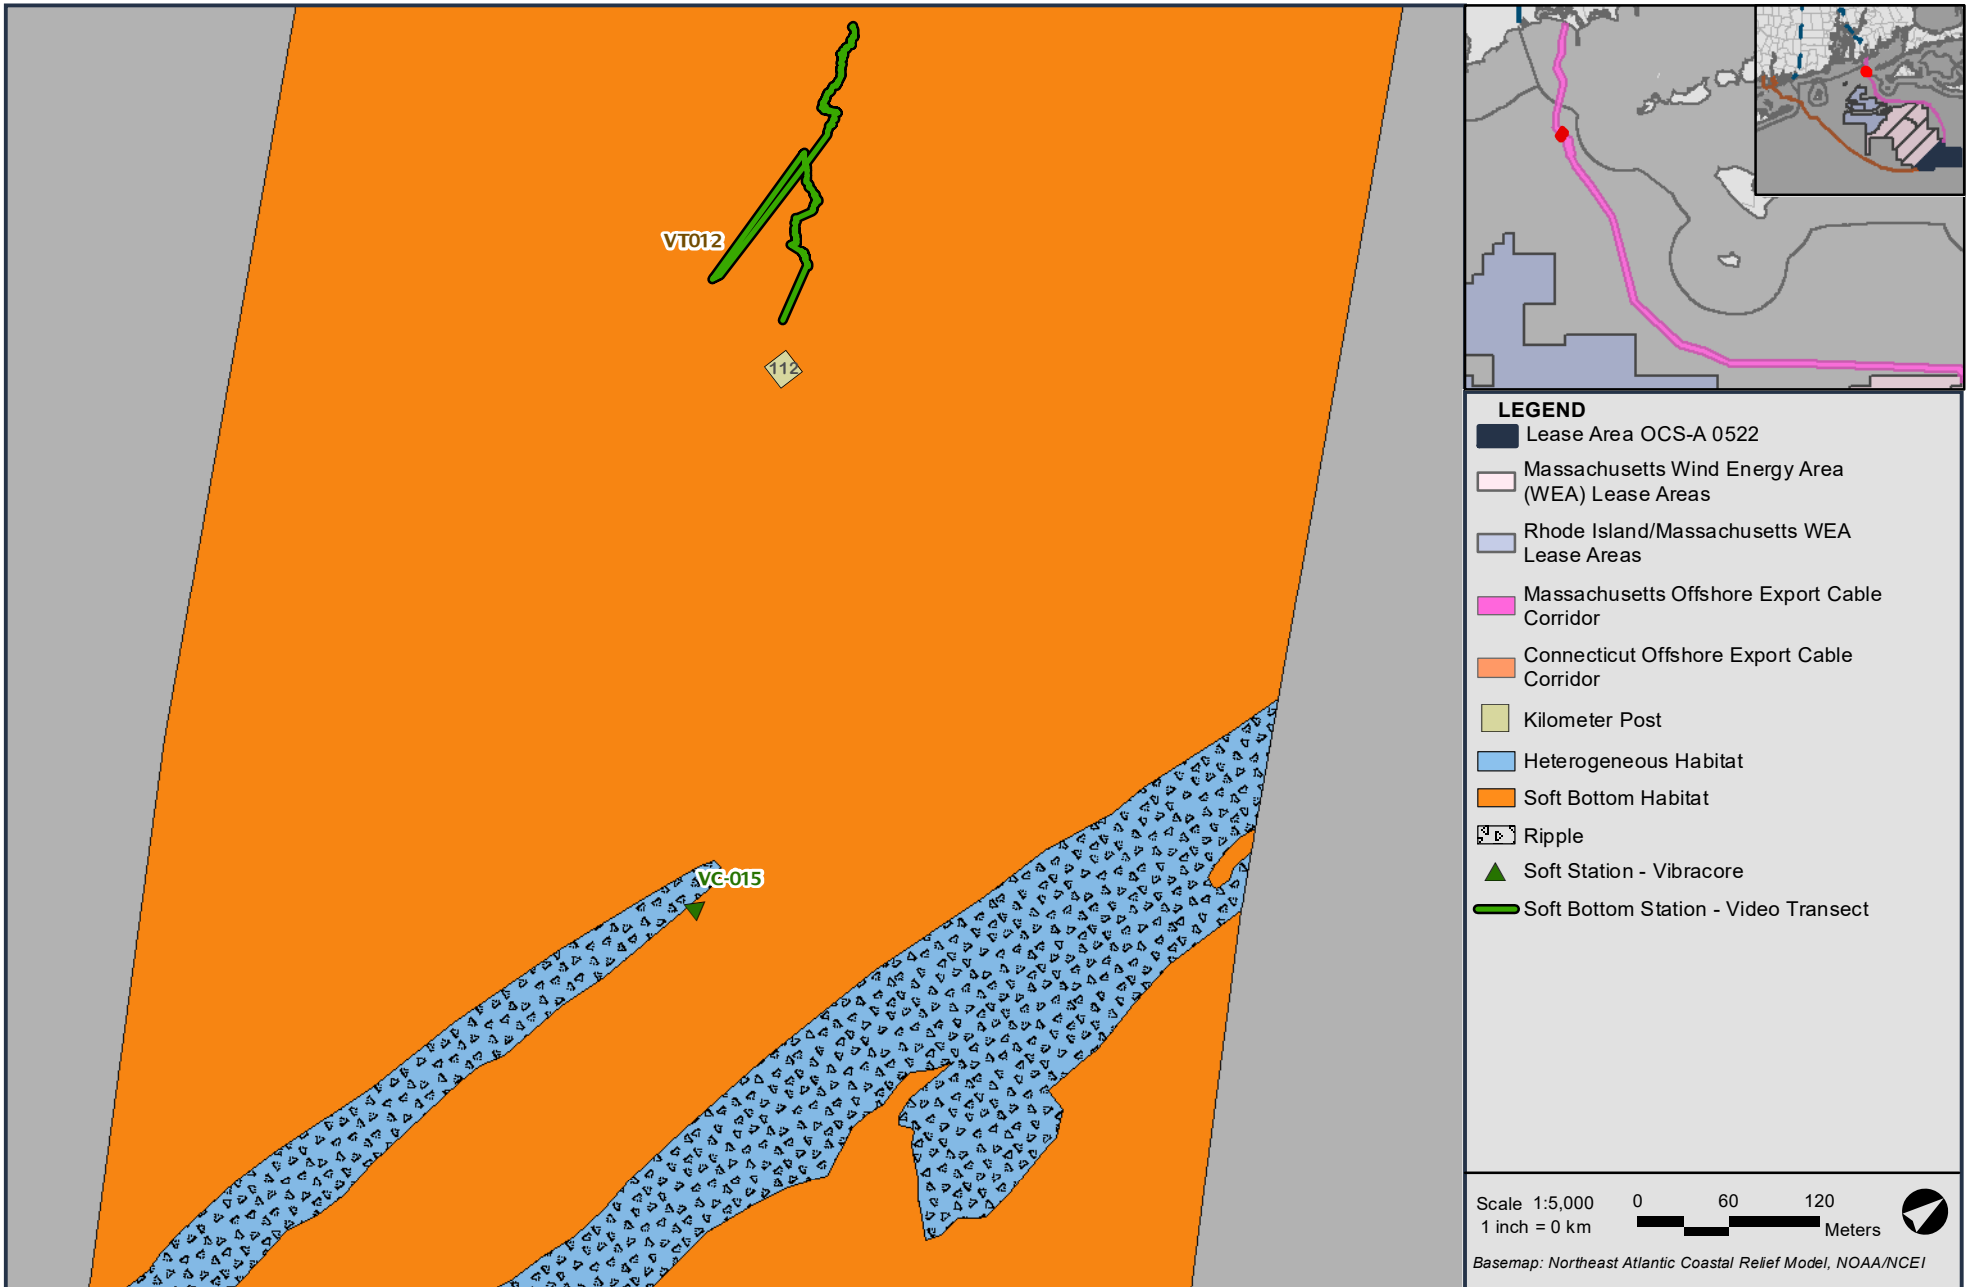 VT012
112
VC-015
LEGEND
Lease Area OCS-A 0522
Massachusetts Wind Energy Area
(WEA) Lease Areas
Rhode Island/Massachusetts WEA
Lease Areas
Massachusetts Offshore Export Cable
Corridor
Connecticut Offshore Export Cable
Corridor
Kilometer Post
Heterogeneous Habitat
Soft Bottom Habitat
Ripple
Soft Station - Vibracore
Soft Bottom Station - Video Transect
Scale 1:5,000
1 inch = 0 km
0 60 120
Meters
Basemap: Northeast Atlantic Coastal Relief Model, NOAA/NCEI